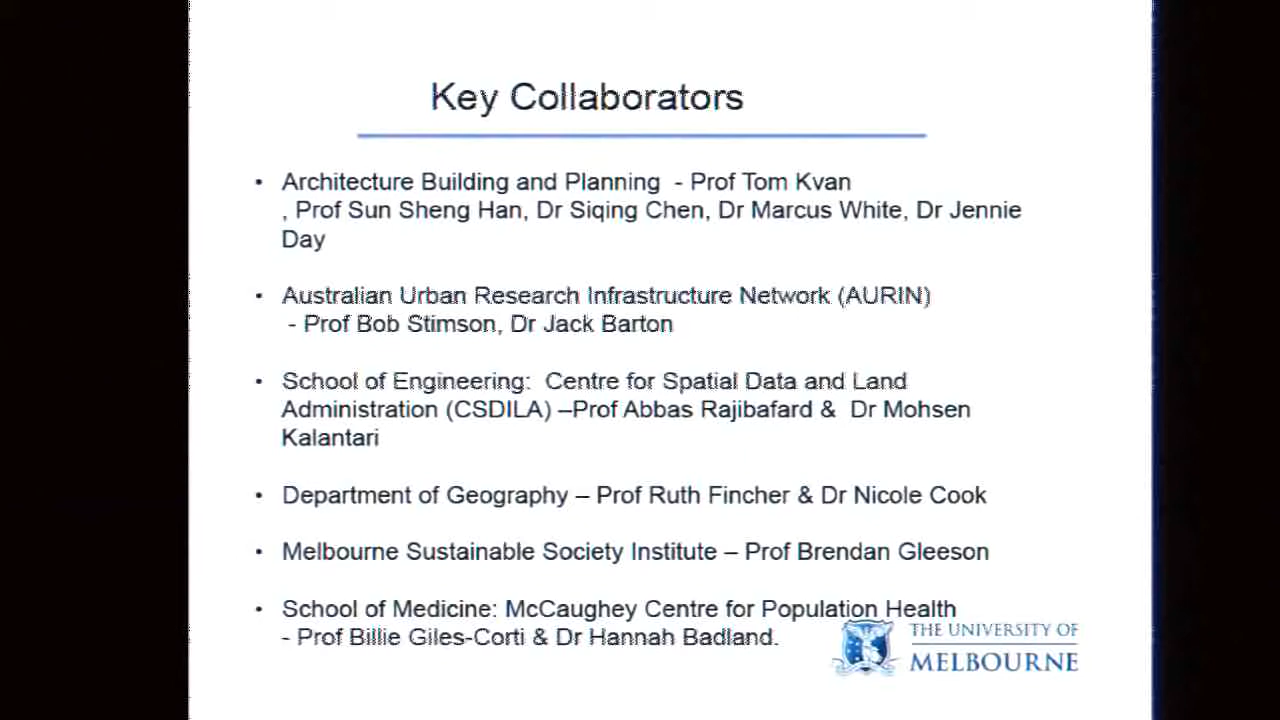 Key Collaborators
• Architecture Building and Planning - Prof Tom Kvan
, Prof Sun Sheng Han, Dr Siqing Chen, Dr Marcus White, Dr Jennie
Day
• Australian Urban Research Infrastructure Network (AURIN)
- Prof Bob Stimson, Dr Jack Barton
• School of Engineering: Centre for Spatial Data and Land
Administration (CSDILA) –Prof Abbas Rajibafard & Dr Mohsen
Kalantari
• Department of Geography – Prof Ruth Fincher & Dr Nicole Cook
• Melbourne Sustainable Society Institute – Prof Brendan Gleeson
• School of Medicine: McCaughey Centre for Population Health
- Prof Billie Giles-Corti & Dr Hannah Badland.
THE UNIVERSITY OF
MELBOURNE